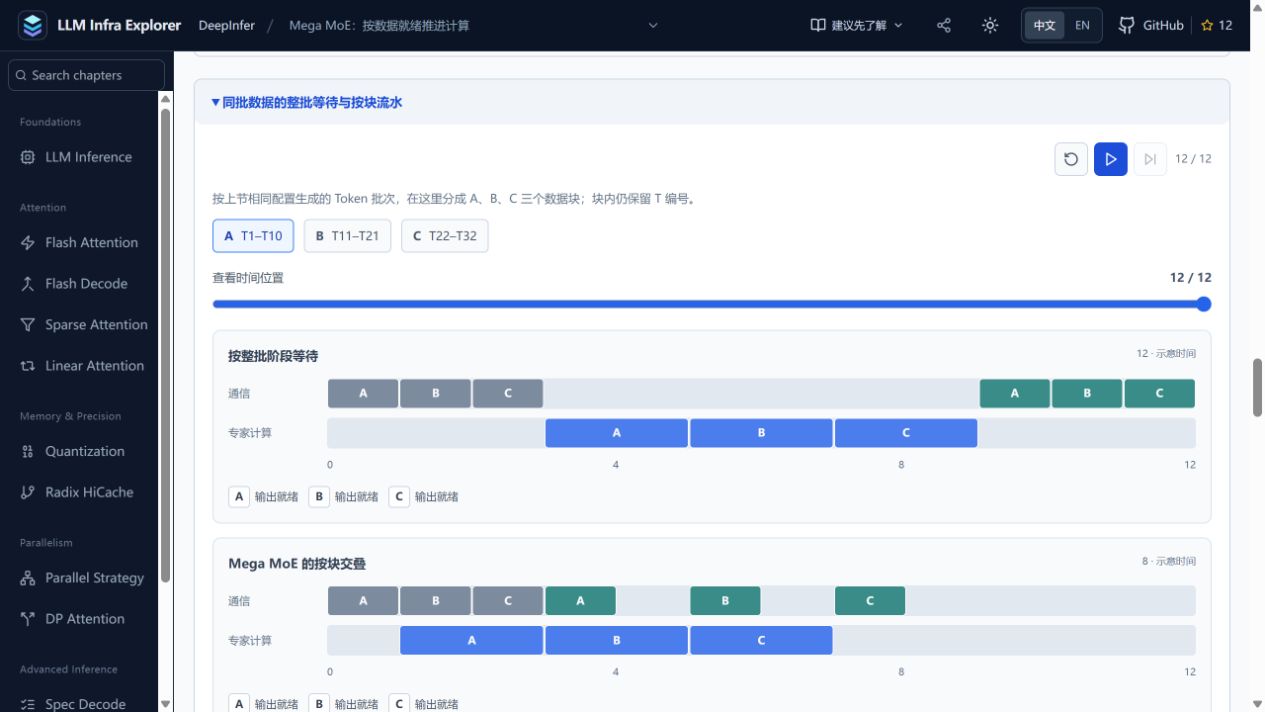 LLM Infra Explorer DeepInfer / Mega MoE：按数据就绪推进计算 建议先了解 中文 EN GitHub 12
Search chapters
Foundations
LLM Inference
Attention
Flash Attention
Flash Decode
Sparse Attention
Linear Attention
Memory & Precision
Quantization
Radix HiCache
Parallelism
Parallel Strategy
DP Attention
Advanced Inference
Spec Decode
同批数据的整批等待与按块流水
12 / 12
按上节相同配置生成的 Token 批次，在这里分成 A、B、C 三个数据块；块内仍保留 T 编号。
A T1–T10 B T11–T21 C T22–T32
查看时间位置 12 / 12
按整批阶段等待 12 · 示意时间
通信 A B C A B C
专家计算 A B C
0 4 8 12
A 输出就绪 B 输出就绪 C 输出就绪
Mega MoE 的按块交叠 8 · 示意时间
通信 A B C A B C
专家计算 A B C
0 4 8 12
A 输出就绪 B 输出就绪 C 输出就绪